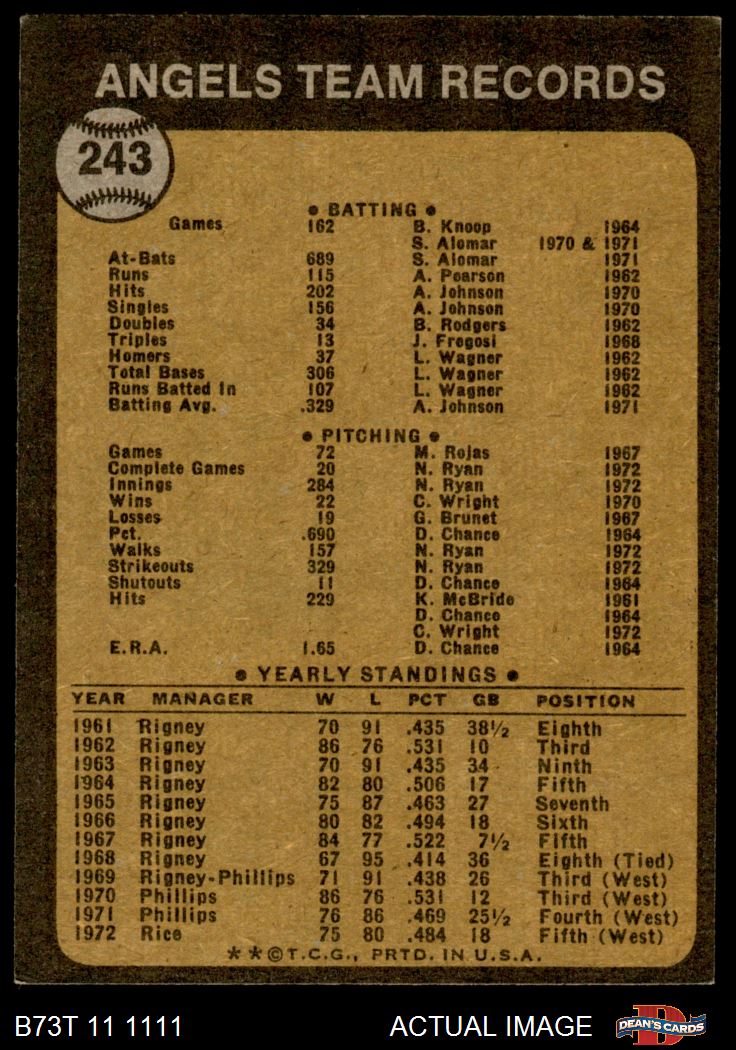 ANGELS TEAM RECORDS
243
● BATTING ●
Games 162 B. Knoop 1964
S. Alomar 1970 & 1971
At-Bats 689 S. Alomar 1971
Runs 115 A. Pearson 1962
Hits 202 A. Johnson 1970
Singles 156 A. Johnson 1970
Doubles 34 B. Rodgers 1962
Triples 13 J. Fregosi 1968
Homers 37 L. Wagner 1962
Total Bases 306 L. Wagner 1962
Runs Batted In 107 L. Wagner 1962
Batting Avg. .329 A. Johnson 1971
● PITCHING ●
Games 72 M. Rojas 1967
Complete Games 20 N. Ryan 1972
Innings 284 N. Ryan 1972
Wins 22 C. Wright 1970
Losses 19 G. Brunet 1967
Pct. .690 D. Chance 1964
Walks 157 N. Ryan 1972
Strikeouts 329 N. Ryan 1972
Shutouts 11 D. Chance 1964
Hits 229 K. McBride 1961
D. Chance 1964
C. Wright 1972
E.R.A. 1.65 D. Chance 1964
● YEARLY STANDINGS ●
YEAR MANAGER W L PCT GB POSITION
1961 Rigney 70 91 .435 38½ Eighth
1962 Rigney 86 76 .531 10 Third
1963 Rigney 70 91 .435 34 Ninth
1964 Rigney 82 80 .506 17 Fifth
1965 Rigney 75 87 .463 27 Seventh
1966 Rigney 80 82 .494 18 Sixth
1967 Rigney 84 77 .522 7½ Fifth
1968 Rigney 67 95 .414 36 Eighth (Tied)
1969 Rigney-Phillips 71 91 .438 26 Third (West)
1970 Phillips 86 76 .531 12 Third (West)
1971 Phillips 76 86 .469 25½ Fourth (West)
1972 Rice 75 80 .484 18 Fifth (West)
★★©T.C.G., PRTD. IN U.S.A.
B73T 11 1111 ACTUAL IMAGE DEAN'S CARDS